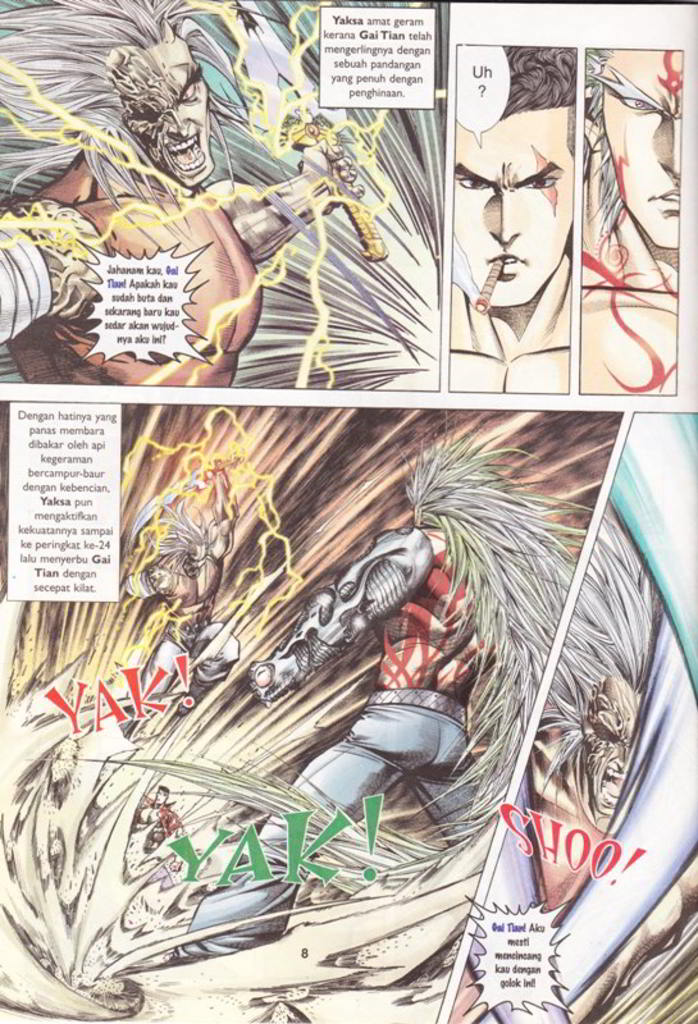 Yaksa amat geram
kerana Gai Tian telah
mengerlingnya dengan
sebuah pandangan
yang penuh dengan
penghinaan.
Jahanam kau, Gai
Tian! Apakah kau
sudah buta dan
sekarang baru kau
sedar akan wujud-
nya aku ini?
Uh
?
Dengan hatinya yang
panas membara
dibakar oleh api
kegeraman
bercampur-baur
dengan kebencian,
Yaksa pun
mengaktifkan
kekuatannya sampai
ke peringkat ke-24
lalu menyerbu Gai
Tian dengan
secepat kilat.
YAK!
YAK!
SHOO!
Gai Tian! Aku
mesti
mencincang
kau dengan
golok ini!!
8